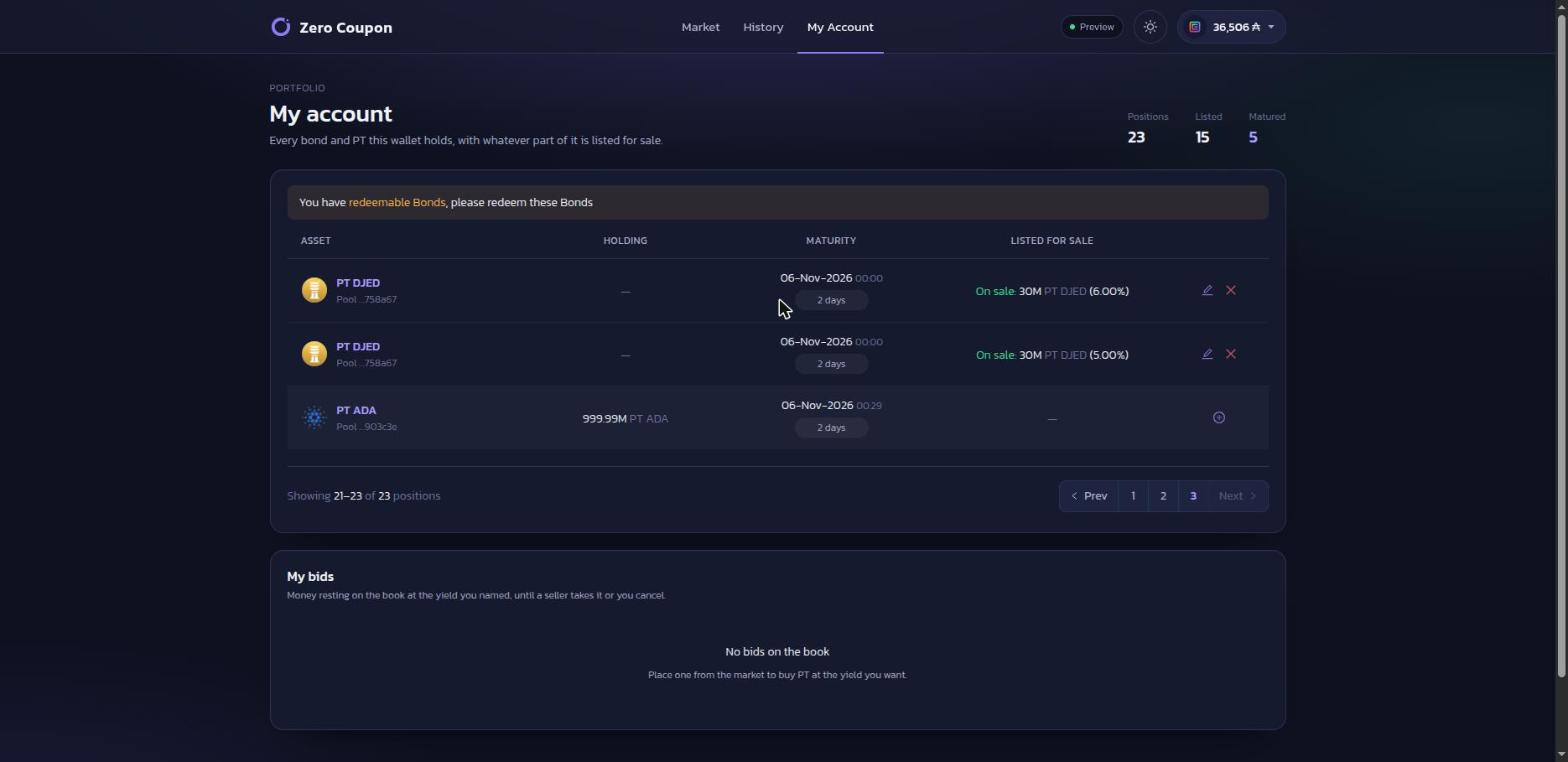 Zero Coupon
Market
History
My Account
Preview
36,506 ₳
PORTFOLIO
My account
Every bond and PT this wallet holds, with whatever part of it is listed for sale.
Positions
23
Listed
15
Matured
5
You have redeemable Bonds, please redeem these Bonds
ASSET HOLDING MATURITY LISTED FOR SALE
PT DJED
Pool ...758a67
—
06-Nov-2026 00:00
2 days
On sale: 30M PT DJED (6.00%)
PT DJED
Pool ...758a67
—
06-Nov-2026 00:00
2 days
On sale: 30M PT DJED (5.00%)
PT ADA
Pool ...903c3e
999.99M PT ADA
06-Nov-2026 00:29
2 days
—
Showing 21–23 of 23 positions
Prev 1 2 3 Next
My bids
Money resting on the book at the yield you named, until a seller takes it or you cancel.
No bids on the book
Place one from the market to buy PT at the yield you want.